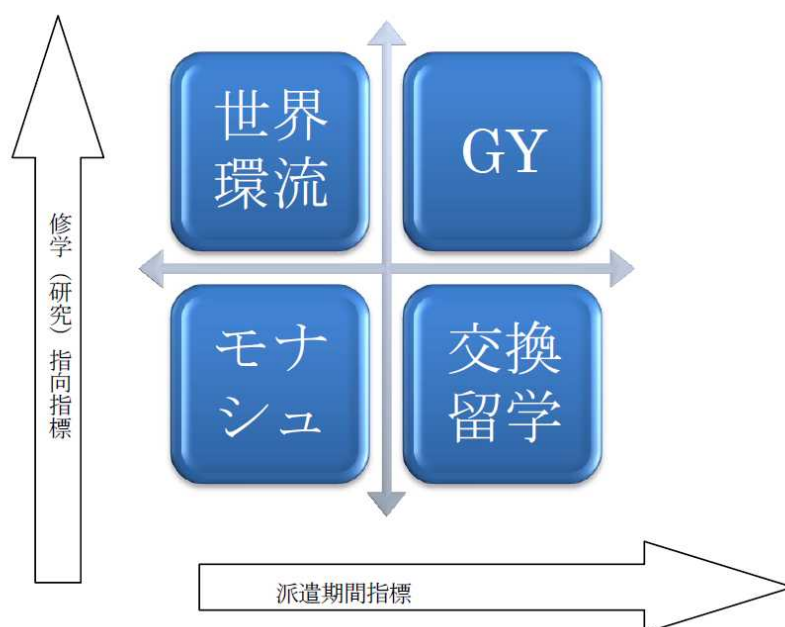 世界
環流
GY
モナ
シュ
交換
留学
修学（研究）指向指標
派遣期間指標